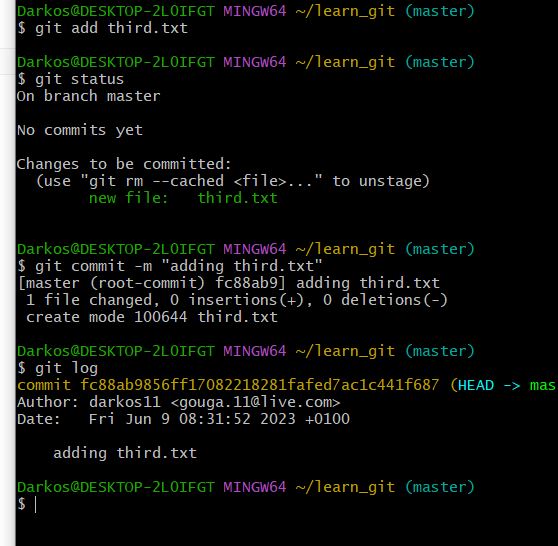 Darkos@DESKTOP-2L0IFGT MINGW64 ~/learn_git (master)
$ git add third.txt
Darkos@DESKTOP-2L0IFGT MINGW64 ~/learn_git (master)
$ git status
On branch master
No commits yet
Changes to be committed:
  (use "git rm --cached <file>..." to unstage)
        new file:   third.txt
Darkos@DESKTOP-2L0IFGT MINGW64 ~/learn_git (master)
$ git commit -m "adding third.txt"
[master (root-commit) fc88ab9] adding third.txt
 1 file changed, 0 insertions(+), 0 deletions(-)
 create mode 100644 third.txt
Darkos@DESKTOP-2L0IFGT MINGW64 ~/learn_git (master)
$ git log
commit fc88ab9856ff17082218281fafed7ac1c441f687 (HEAD -> mas
Author: darkos11 <gouga.11@live.com>
Date:   Fri Jun 9 08:31:52 2023 +0100
    adding third.txt
Darkos@DESKTOP-2L0IFGT MINGW64 ~/learn_git (master)
$